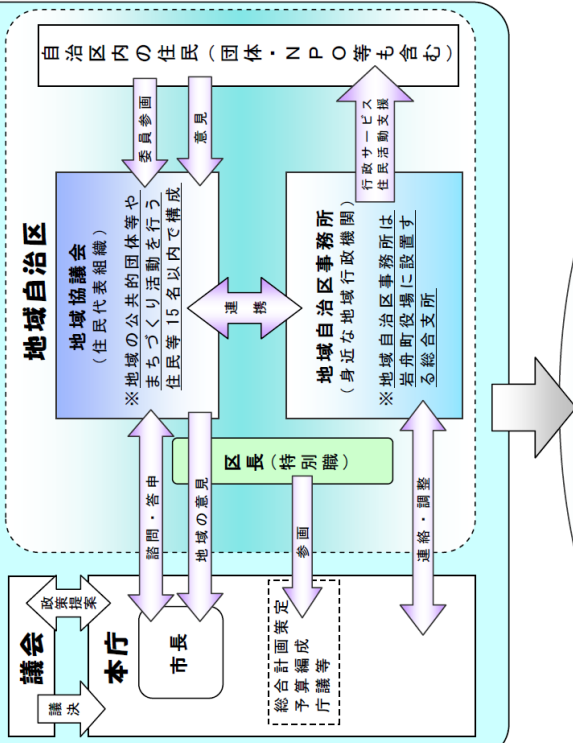 地域自治区
自治区内の住民（団体・ＮＰＯ等も含む）
委員参画
意見
行政サービス
住民活動支援
地域協議会
（住民代表組織）
※地域の公共的団体等や
まちづくり活動を行う
住民等15名以内で構成
連携
地域自治区事務所
（身近な地域行政機関）
※地域自治区事務所は
岩舟町役場に設置す
る総合支所
区長（特別職）
諮問・答申
地域の意見
参画
連絡・調整
議会
政策提案
議決
本庁
市長
総合計画策定
予算編成
庁議等